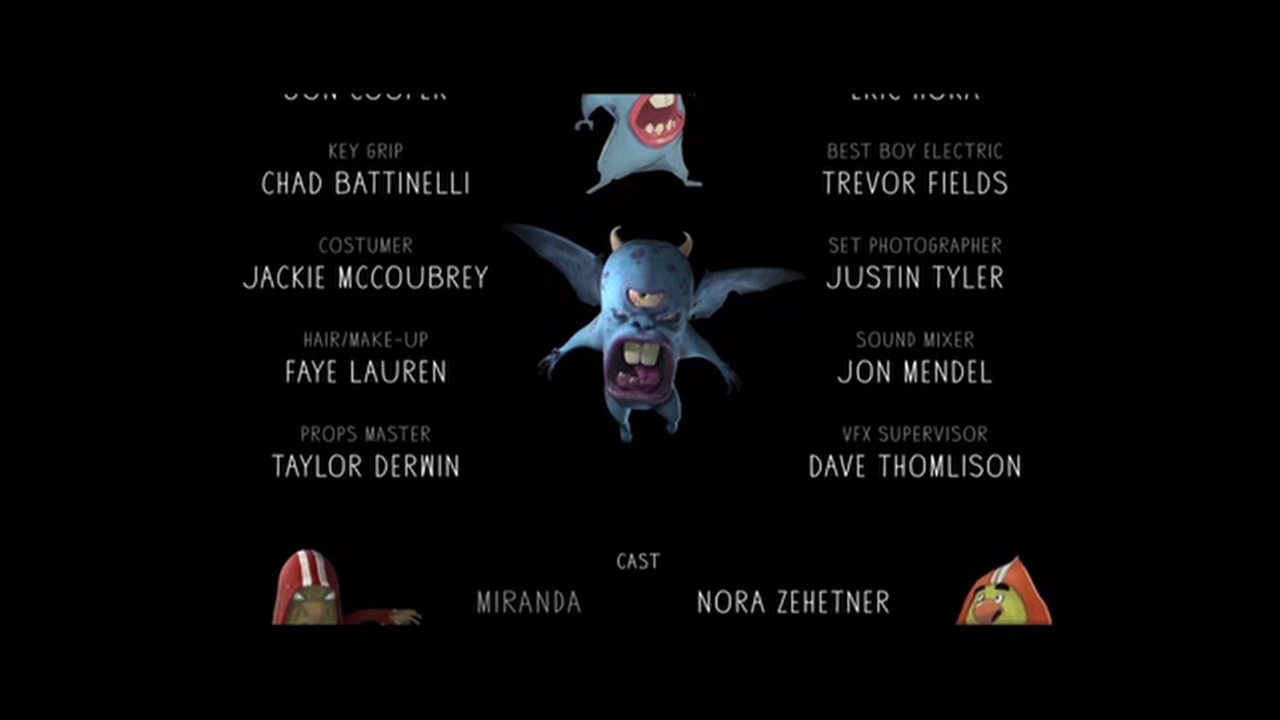 KEY GRIP
CHAD BATTINELLI
BEST BOY ELECTRIC
TREVOR FIELDS
COSTUMER
JACKIE MCCOUBREY
SET PHOTOGRAPHER
JUSTIN TYLER
HAIR/MAKE-UP
FAYE LAUREN
SOUND MIXER
JON MENDEL
PROPS MASTER
TAYLOR DERWIN
VFX SUPERVISOR
DAVE THOMLISON
CAST
MIRANDA NORA ZEHETNER